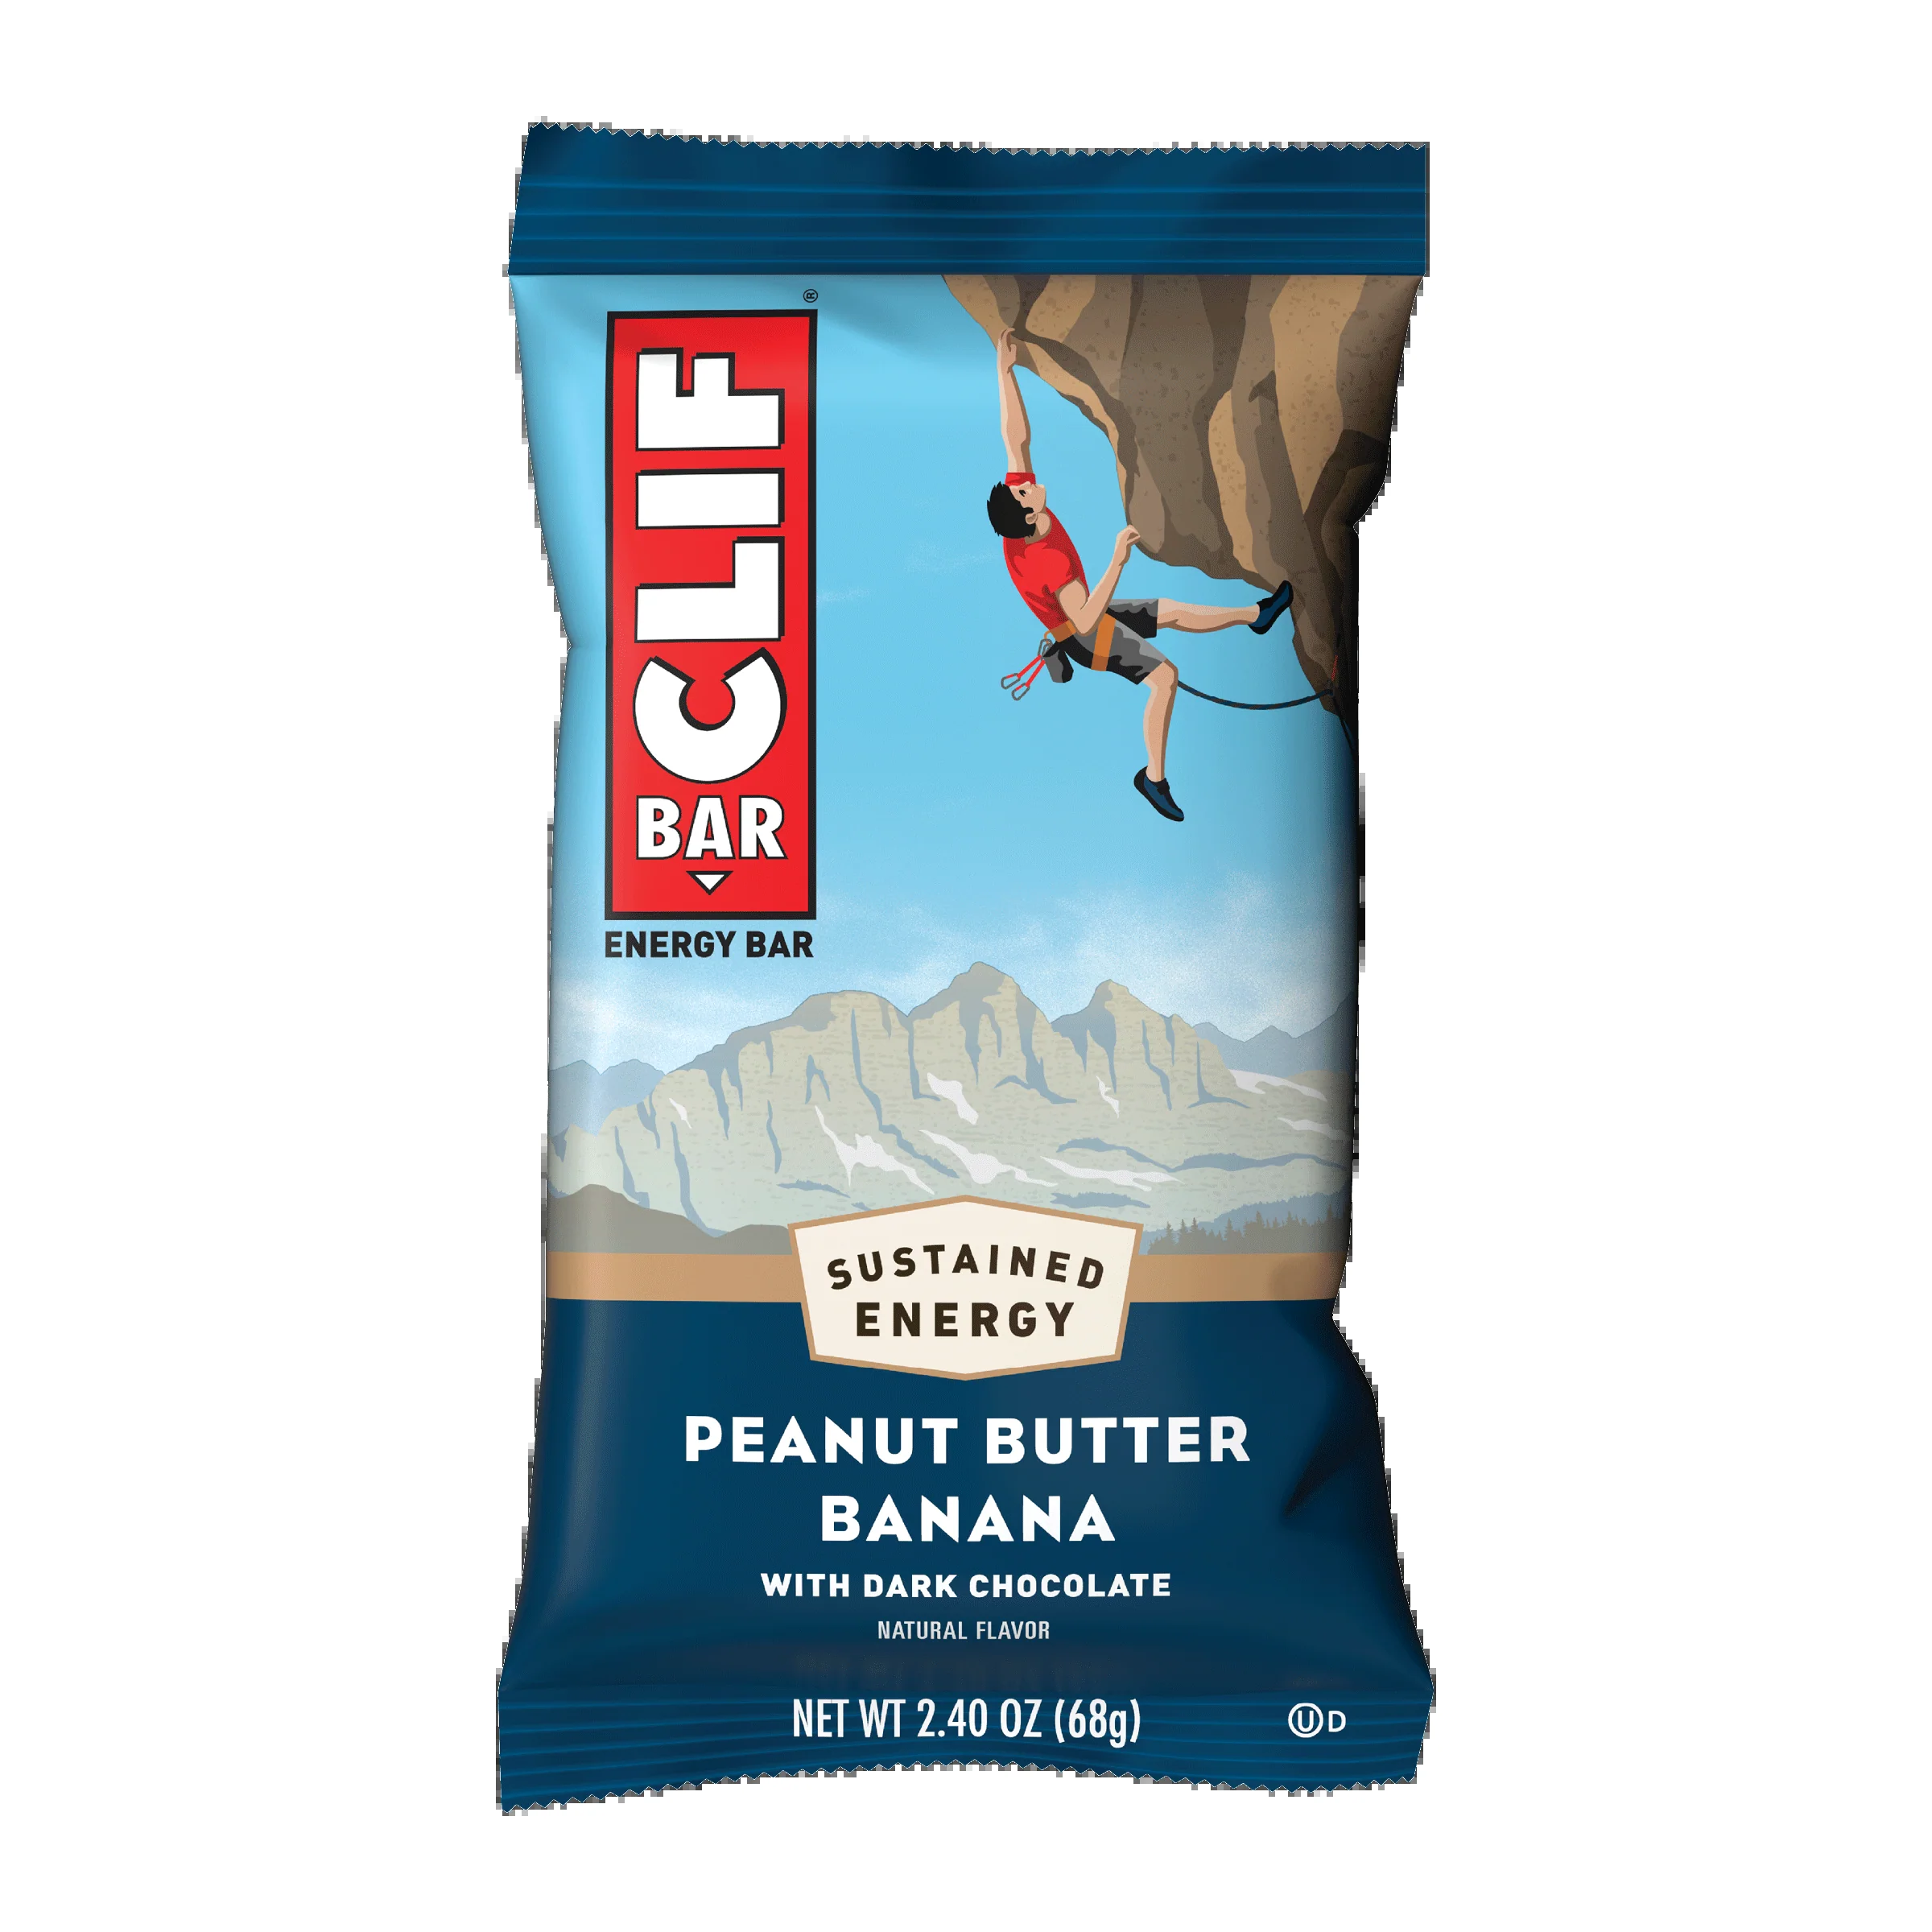 CLIF
BAR
®
ENERGY BAR
SUSTAINED
ENERGY
PEANUT BUTTER
BANANA
WITH DARK CHOCOLATE
NATURAL FLAVOR
NET WT 2.40 OZ (68g)
Ⓤ D